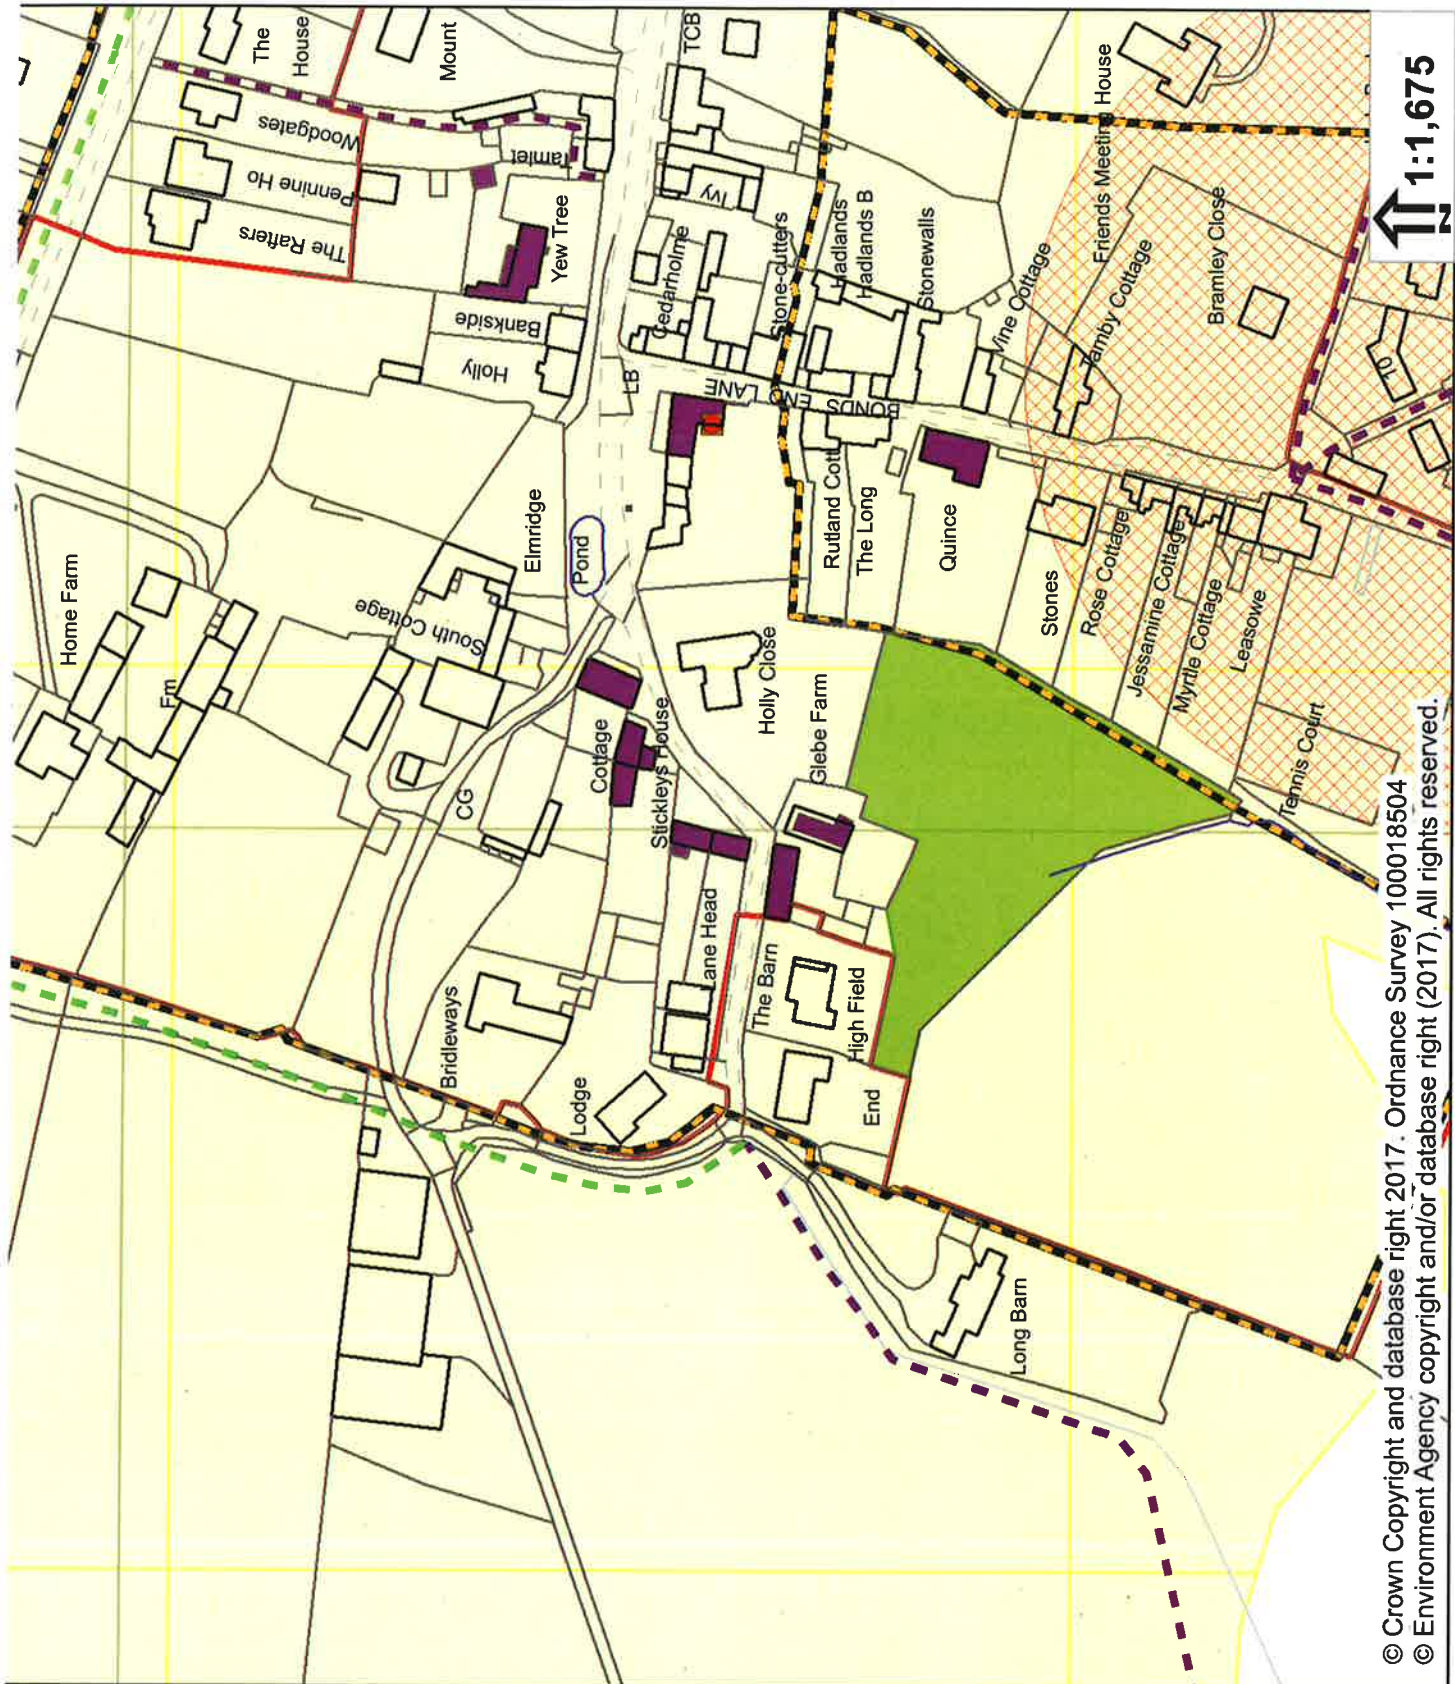 The
House
Mount
TCB
Woodgates
Pennine Ho
The Rafters
Tamlet
Yew Tree
Ivy
Bankside
Holly
Cedarholme
Stone-cutters
Hadlands
Hadlands B
Stonewalls
Vine Cottage
Friends Meeting House
Tamby Cottage
Bramley Close
LB
BONDS END LANE
Elmridge
Pond
Rutland Cott
The Long
Quince
Stones
Rose Cottage
Jessamine Cottage
Myrtle Cottage
Leasowe
Tennis Court
Home Farm
Fm
South Cottage
CG
Cottage
Stickleys House
Holly Close
Glebe Farm
Bridleways
Lane Head
The Barn
High Field
Lodge
End
Long Barn
1:1,675
N
© Crown Copyright and database right 2017. Ordnance Survey 100018504
© Environment Agency copyright and/or database right (2017). All rights reserved.